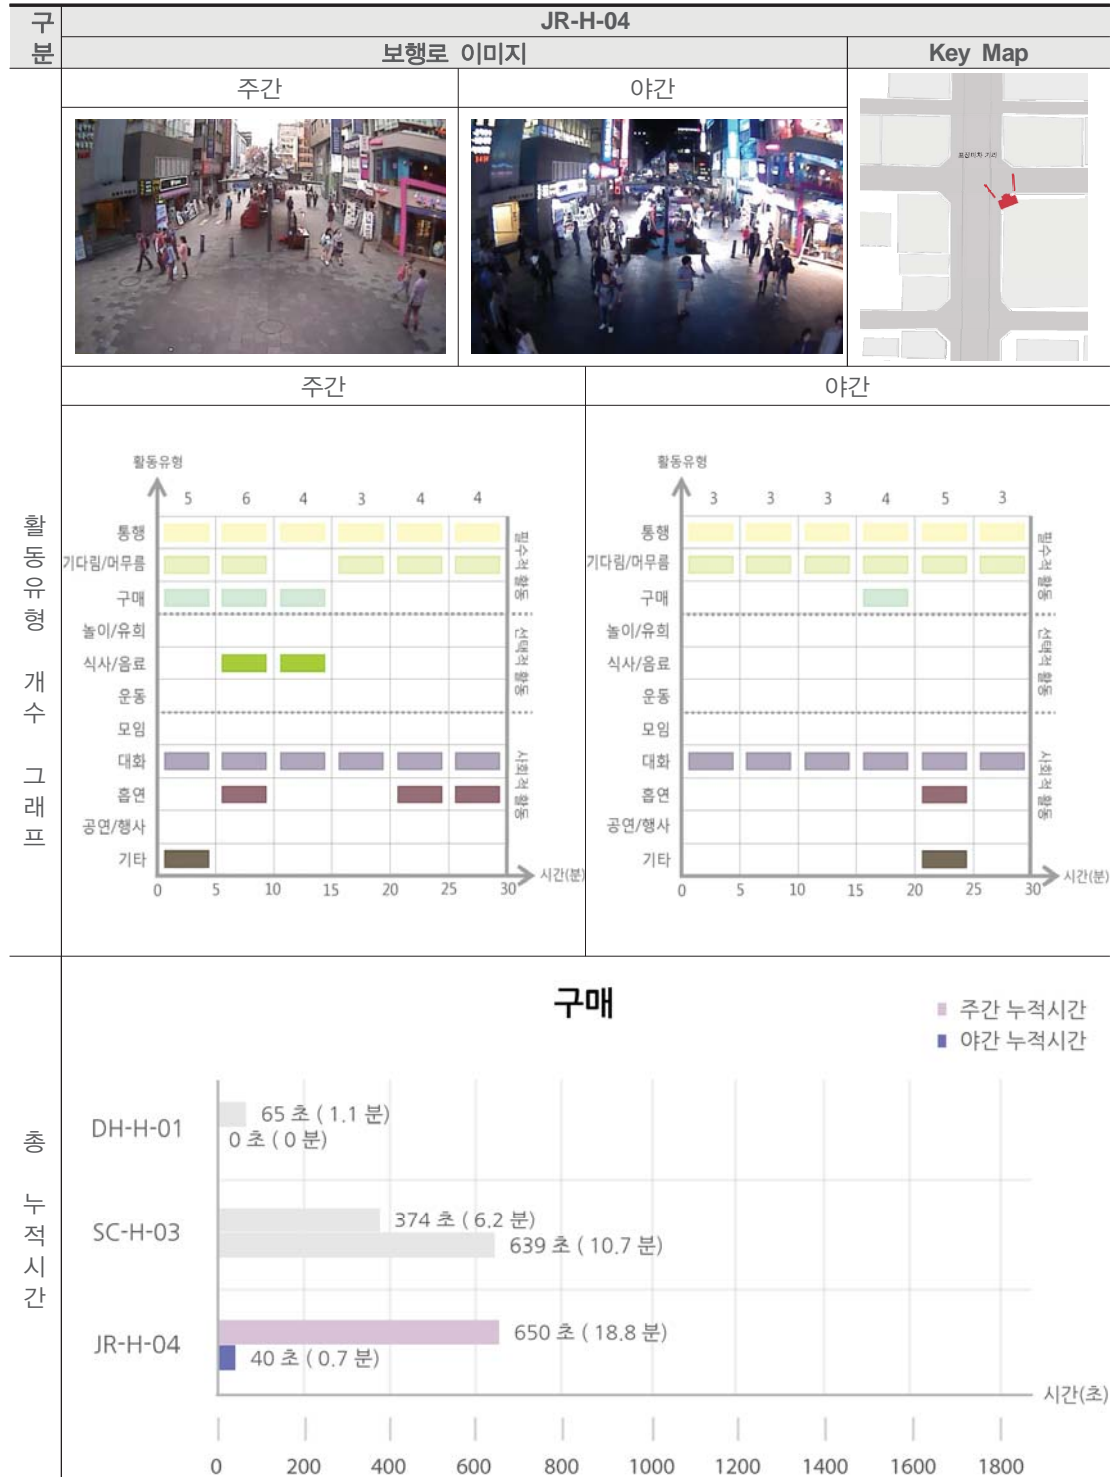 구분
JR-H-04
보행로 이미지
Key Map
주간
야간
포장마차 거리
주간
야간
활동유형 개수 그래프
활동유형
5 6 4 3 4 4
통행
기다림/머무름
구매
놀이/유희
식사/음료
운동
모임
대화
흡연
공연/행사
기타
필수적 활동
선택적 활동
사회적 활동
0 5 10 15 20 25 30
시간(분)
활동유형
3 3 3 4 5 3
통행
기다림/머무름
구매
놀이/유희
식사/음료
운동
모임
대화
흡연
공연/행사
기타
필수적 활동
선택적 활동
사회적 활동
0 5 10 15 20 25 30
시간(분)
총 누적시간
구매
주간 누적시간
야간 누적시간
DH-H-01
65 초 ( 1.1 분)
0 초 ( 0 분)
SC-H-03
374 초 ( 6.2 분)
639 초 ( 10.7 분)
JR-H-04
650 초 ( 18.8 분)
40 초 ( 0.7 분)
시간(초)
0 200 400 600 800 1000 1200 1400 1600 1800